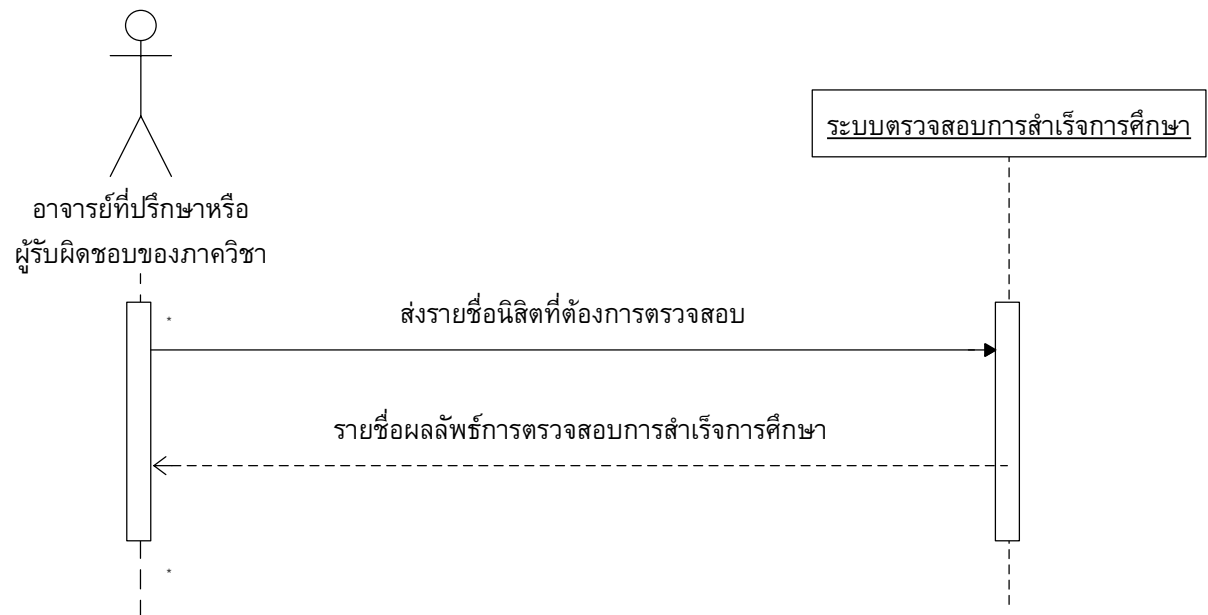 ระบบตรวจสอบการสำเร็จการศึกษา
อาจารย์ที่ปรึกษาหรือ
ผู้รับผิดชอบของภาควิชา
*
ส่งรายชื่อนิสิตที่ต้องการตรวจสอบ
รายชื่อผลลัพธ์การตรวจสอบการสำเร็จการศึกษา
*